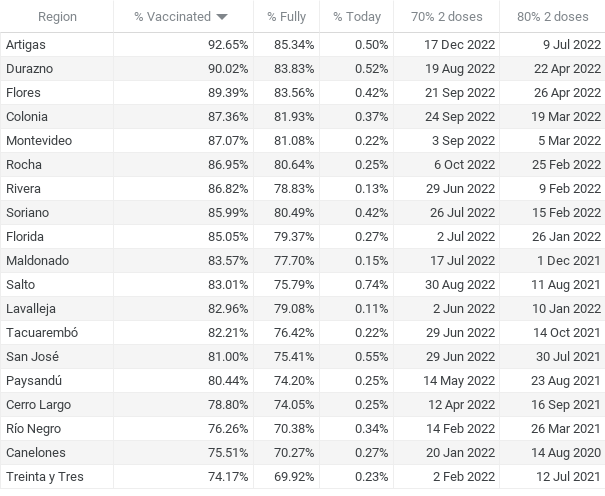 Region % Vaccinated % Fully % Today 70% 2 doses 80% 2 doses
Artigas 92.65% 85.34% 0.50% 17 Dec 2022 9 Jul 2022
Durazno 90.02% 83.83% 0.52% 19 Aug 2022 22 Apr 2022
Flores 89.39% 83.56% 0.42% 21 Sep 2022 26 Apr 2022
Colonia 87.36% 81.93% 0.37% 24 Sep 2022 19 Mar 2022
Montevideo 87.07% 81.08% 0.22% 3 Sep 2022 5 Mar 2022
Rocha 86.95% 80.64% 0.25% 6 Oct 2022 25 Feb 2022
Rivera 86.82% 78.83% 0.13% 29 Jun 2022 9 Feb 2022
Soriano 85.99% 80.49% 0.42% 26 Jul 2022 15 Feb 2022
Florida 85.05% 79.37% 0.27% 2 Jul 2022 26 Jan 2022
Maldonado 83.57% 77.70% 0.15% 17 Jul 2022 1 Dec 2021
Salto 83.01% 75.79% 0.74% 30 Aug 2022 11 Aug 2021
Lavalleja 82.96% 79.08% 0.11% 2 Jun 2022 10 Jan 2022
Tacuarembó 82.21% 76.42% 0.22% 29 Jun 2022 14 Oct 2021
San José 81.00% 75.41% 0.55% 29 Jun 2022 30 Jul 2021
Paysandú 80.44% 74.20% 0.25% 14 May 2022 23 Aug 2021
Cerro Largo 78.80% 74.05% 0.25% 12 Apr 2022 16 Sep 2021
Río Negro 76.26% 70.38% 0.34% 14 Feb 2022 26 Mar 2021
Canelones 75.51% 70.27% 0.27% 20 Jan 2022 14 Aug 2020
Treinta y Tres 74.17% 69.92% 0.23% 2 Feb 2022 12 Jul 2021